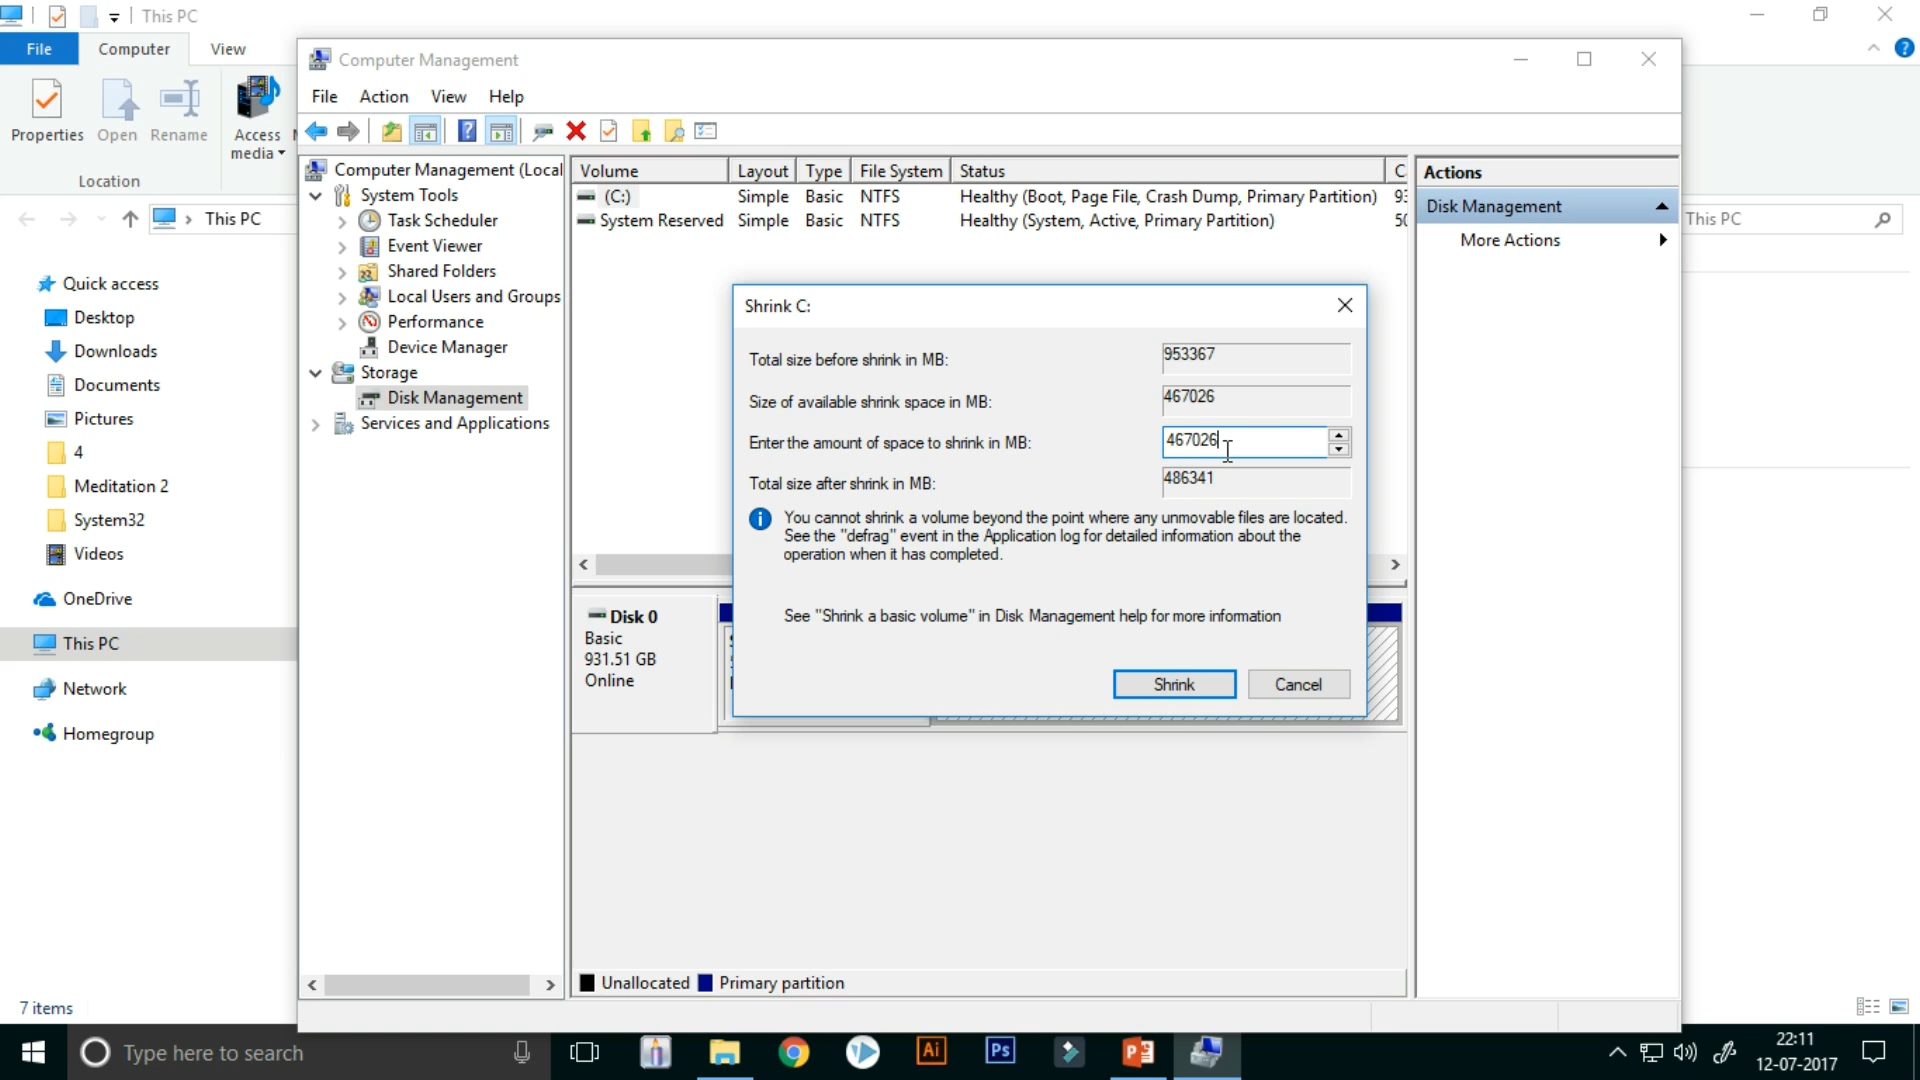 This PC
File
Computer
View
Properties
Open
Rename
Access
media
Location
This PC
Quick access
Desktop
Downloads
Documents
Pictures
4
Meditation 2
System32
Videos
OneDrive
This PC
Network
Homegroup
7 items
Computer Management
File Action View Help
Computer Management (Local
System Tools
Task Scheduler
Event Viewer
Shared Folders
Local Users and Groups
Performance
Device Manager
Storage
Disk Management
Services and Applications
Volume Layout Type File System Status
(C:) Simple Basic NTFS Healthy (Boot, Page File, Crash Dump, Primary Partition)
System Reserved Simple Basic NTFS Healthy (System, Active, Primary Partition)
Actions
Disk Management
More Actions
This PC
Shrink C:
Total size before shrink in MB: 953367
Size of available shrink space in MB: 467026
Enter the amount of space to shrink in MB: 467026
Total size after shrink in MB: 486341
You cannot shrink a volume beyond the point where any unmovable files are located.
See the "defrag" event in the Application log for detailed information about the
operation when it has completed.
See "Shrink a basic volume" in Disk Management help for more information
Shrink
Cancel
Disk 0
Basic
931.51 GB
Online
Unallocated
Primary partition
Type here to search
Ai
Ps
22:11
12-07-2017